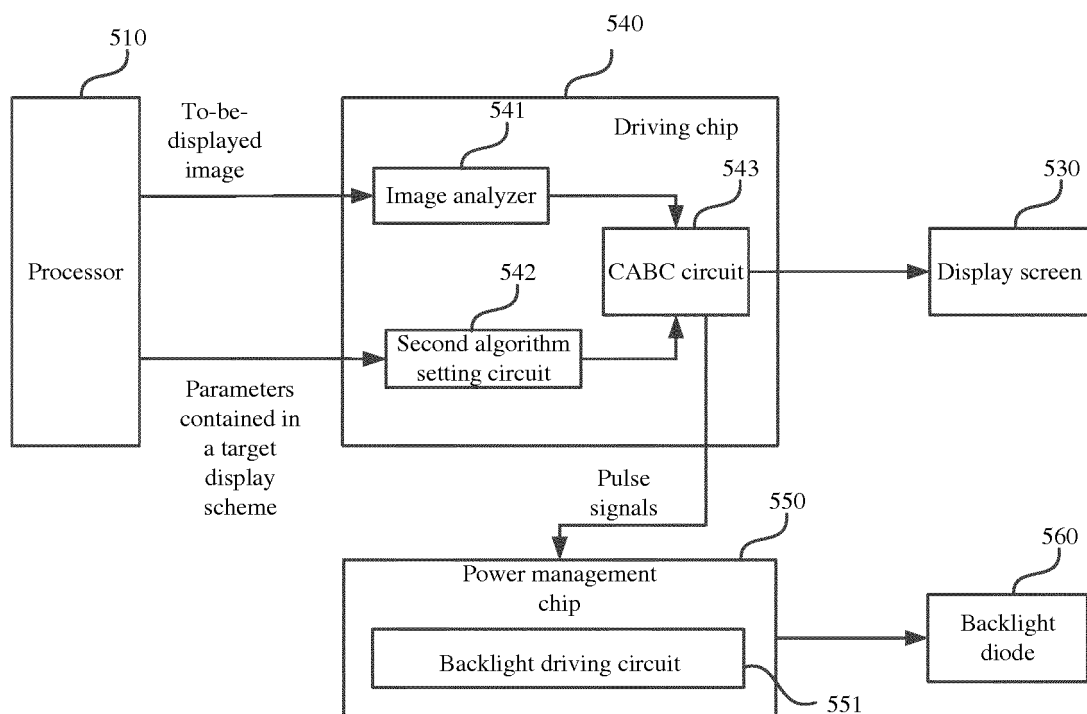 510
540
To-be-
displayed
image
541
Driving chip
543
530
Image analyzer
Processor
CABC circuit
Display screen
542
Second algorithm
setting circuit
Parameters
contained in
a target
display
scheme
Pulse
signals
550
560
Power management
chip
Backlight
diode
Backlight driving circuit
551